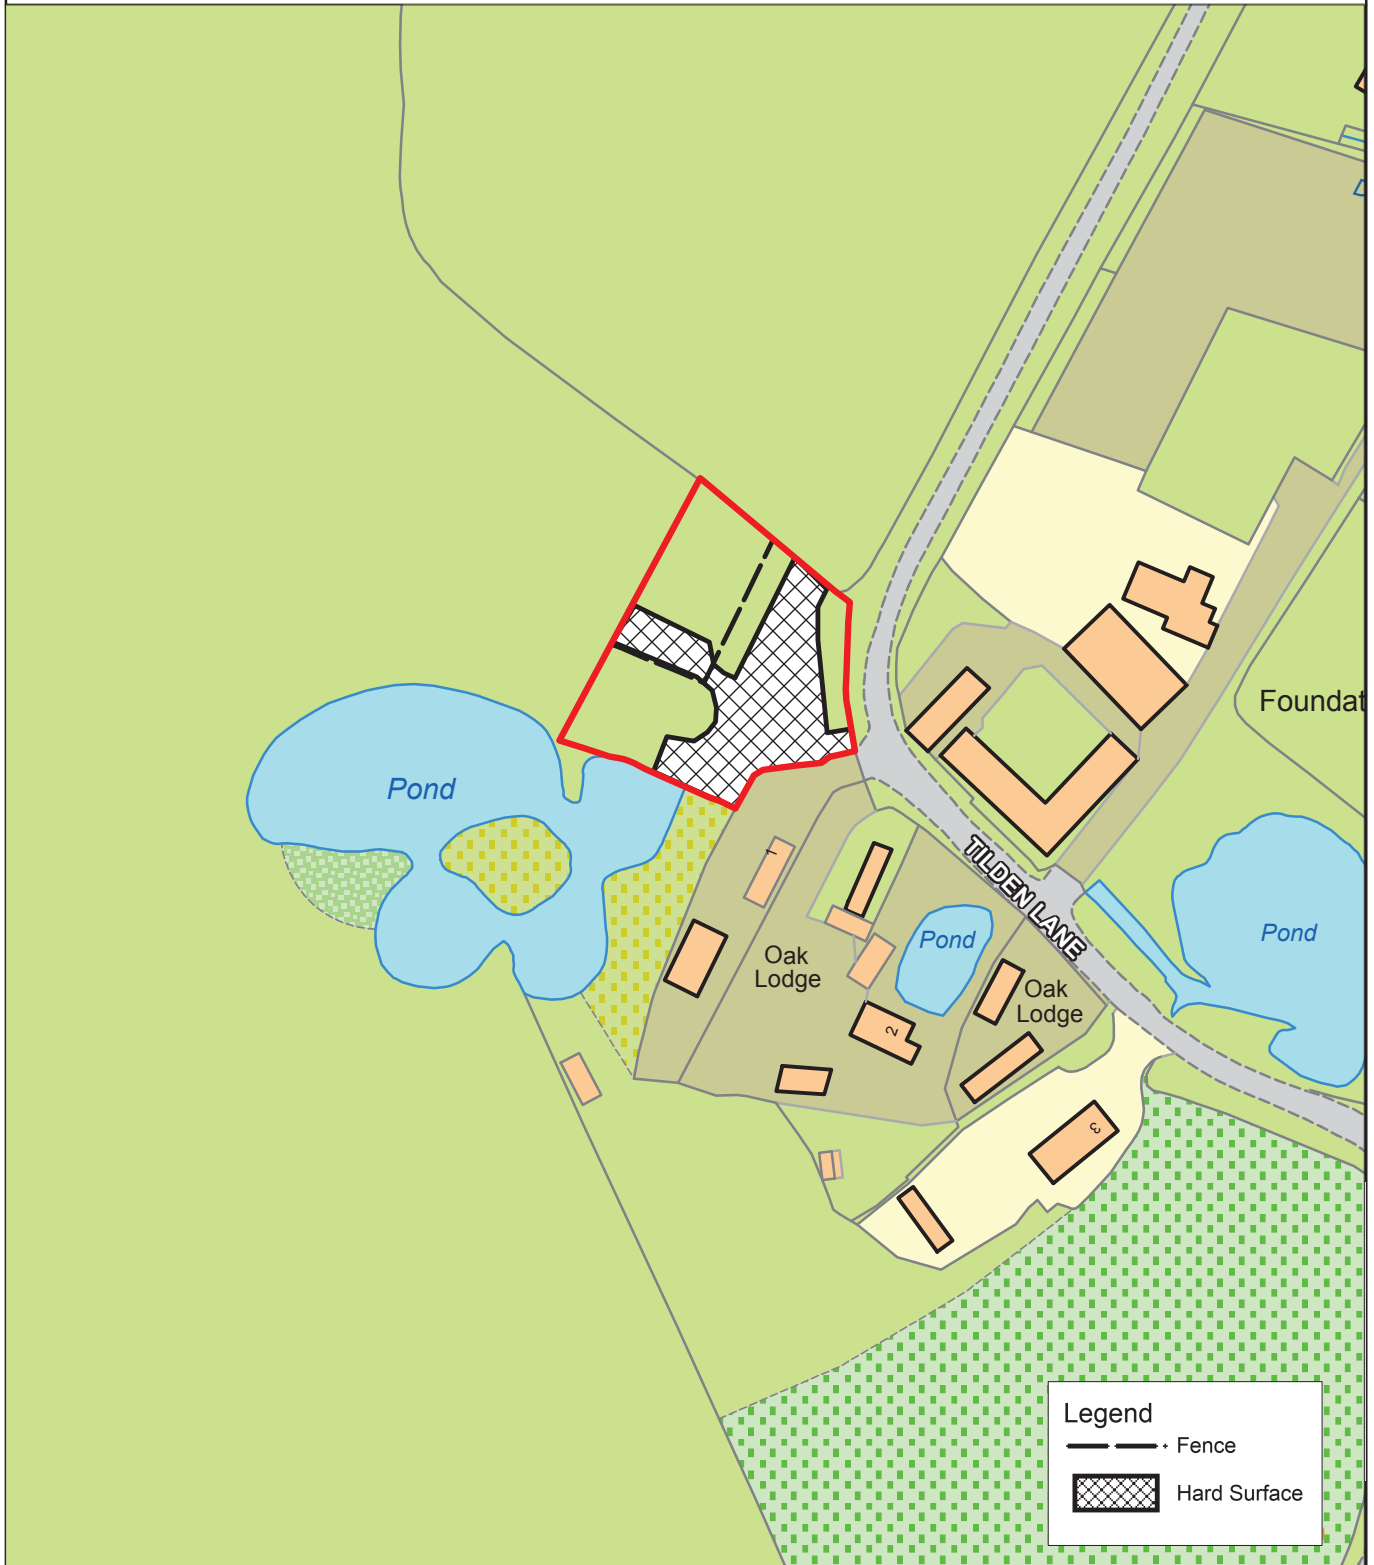 Foundat
Pond
TILDEN LANE
1
Pond
Pond
Oak
Lodge
Oak
Lodge
2
3
Legend
Fence
Hard Surface